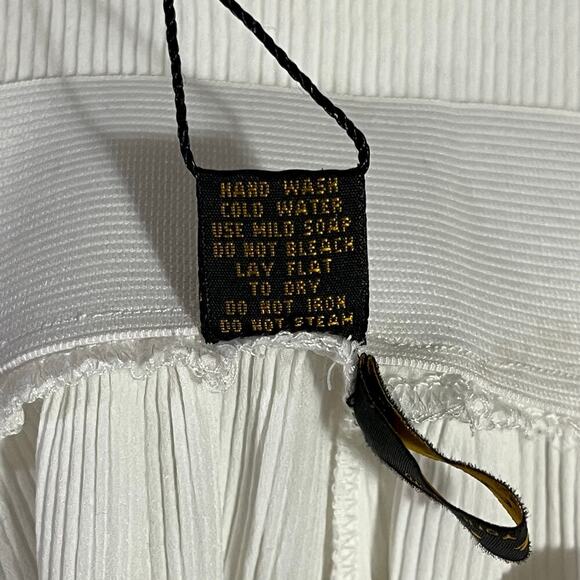 HAND WASH
COLD WATER
USE MILD SOAP
DO NOT BLEACH
LAY FLAT
TO DRY
DO NOT IRON
DO NOT STEAM